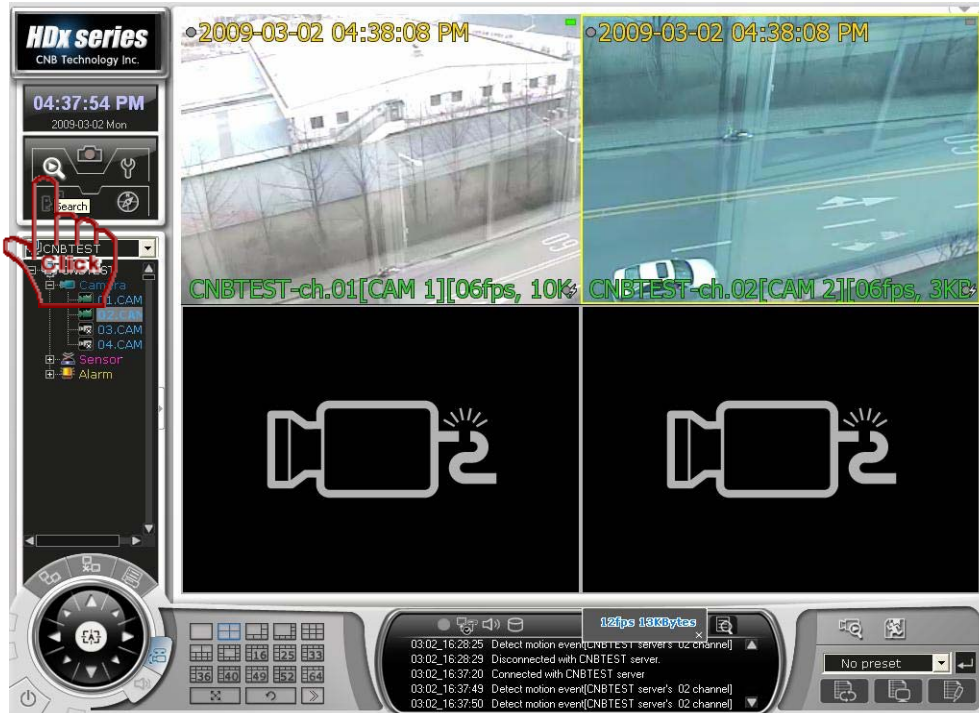 HDx series
CNB Technology Inc.
04:37:54 PM
2009-03-02 Mon
Search
Click
CNBTEST
CNBTEST
Camera
01.CAM
02.CAM
03.CAM
04.CAM
Sensor
Alarm
2009-03-02 04:38:08 PM
CNBTEST-ch.01[CAM 1][06fps, 10K
2009-03-02 04:38:08 PM
CNBTEST-ch.02[CAM 2][06fps, 3KB
16 25 33
36 40 49 52 64
12fps 13KBytes
03:02_16:28:25 Detect motion event[CNBTEST server's 02 channel]
03:02_16:28:29 Disconnected with CNBTEST server.
03:02_16:37:20 Connected with CNBTEST server
03:02_16:37:49 Detect motion event[CNBTEST server's 02 channel]
03:02_16:37:50 Detect motion event[CNBTEST server's 02 channel]
No preset